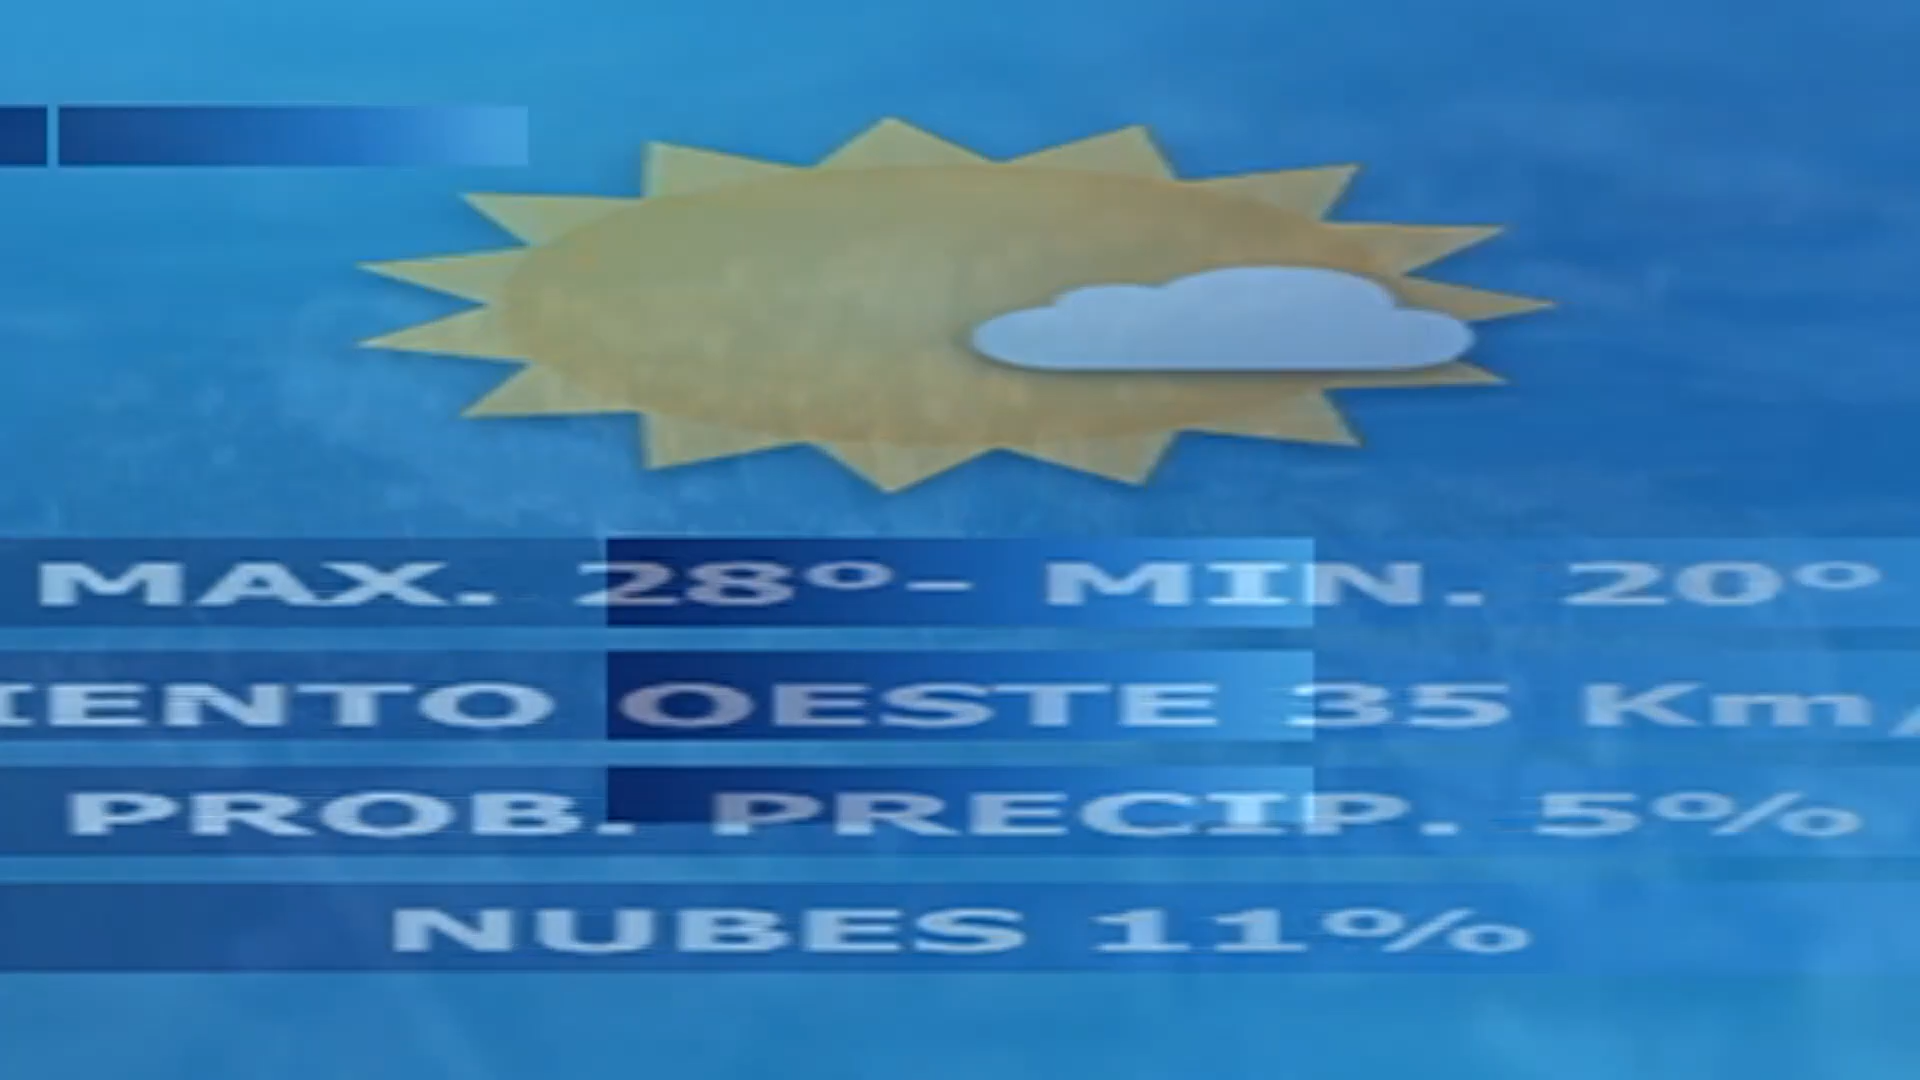 MAX. 28º- MIN. 20º
IENTO OESTE 35 Km/
PROB. PRECIP. 5%
NUBES 11%